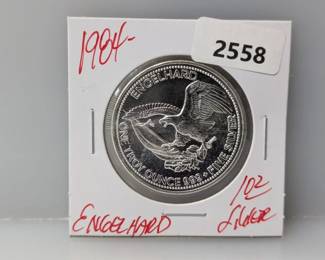 1984-
2558
ENGELHARD
ONE TROY OUNCE 999+ FINE SILVER
1oz
ENGELHARD
SILVER